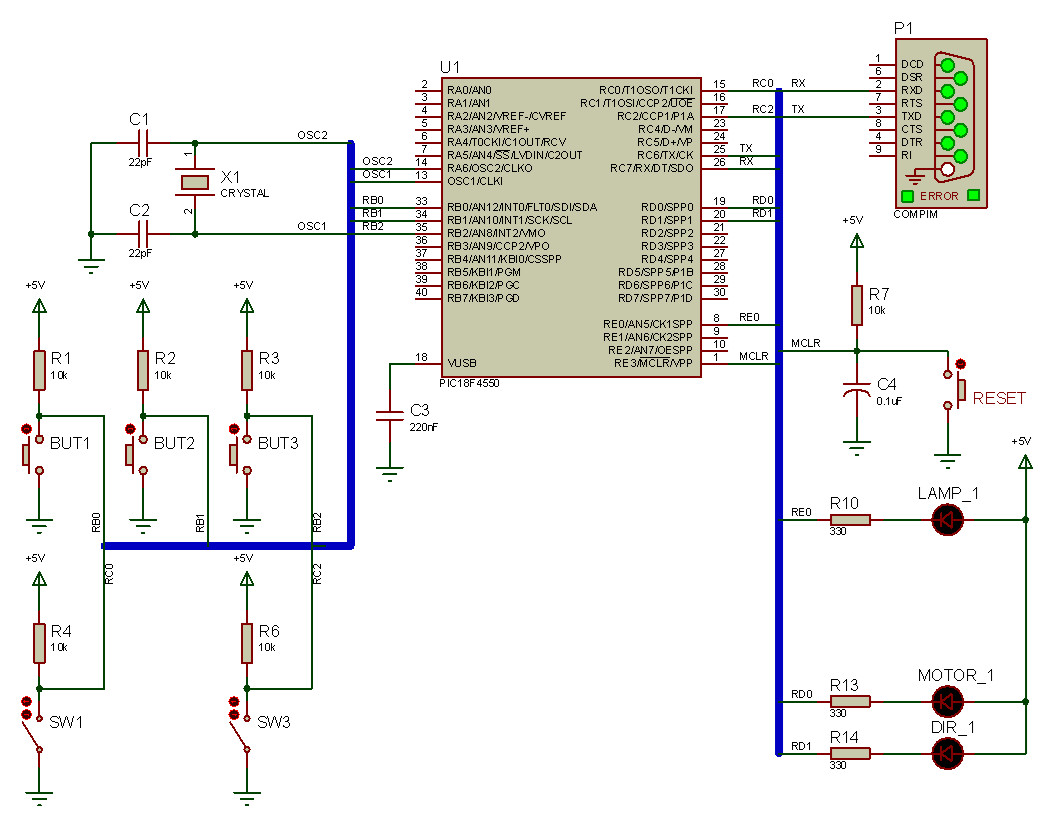 P1
U1
1 DCD
6 DSR
2 RXD
7 RTS
3 TXD
8 CTS
4 DTR
9 RI
ERROR
COMPIM
2 RA0/AN0
3 RA1/AN1
4 RA2/AN2/VREF-/CVREF
5 RA3/AN3/VREF+
6 RA4/T0CKI/C1OUT/RCV
7 RA5/AN4/SS/LVDIN/C2OUT
OSC2 14 RA6/OSC2/CLKO
OSC1 13 OSC1/CLKI
RB0 33 RB0/AN12/INT0/FLT0/SDI/SDA
RB1 34 RB1/AN10/INT1/SCK/SCL
RB2 35 RB2/AN8/INT2/VMO
36 RB3/AN9/CCP2/VPO
37 RB4/AN11/KBI0/CSSPP
38 RB5/KBI1/PGM
39 RB6/KBI2/PGC
40 RB7/KBI3/PGD
18 VUSB
RC0/T1OSO/T1CKI 15 RC0 RX
RC1/T1OSI/CCP2/UOE 16
RC2/CCP1/P1A 17 RC2 TX
RC4/D-/VM 23
RC5/D+/VP 24
RC6/TX/CK 25 TX
RC7/RX/DT/SDO 26 RX
RD0/SPP0 19 RD0
RD1/SPP1 20 RD1
RD2/SPP2 21
RD3/SPP3 22
RD4/SPP4 27
RD5/SPP5/P1B 28
RD6/SPP6/P1C 29
RD7/SPP7/P1D 30
RE0/AN5/CK1SPP 8 RE0
RE1/AN6/CK2SPP 9
RE2/AN7/OESPP 10
RE3/MCLR/VPP 1 MCLR
PIC18F4550
C1
22pF
OSC2
1
X1
CRYSTAL
2
C2
22pF
OSC1
C3
220nF
+5V
R7
10k
MCLR
C4
0.1uF
RESET
+5V +5V +5V
R1 R2 R3
10k 10k 10k
BUT1 BUT2 BUT3
RB0 RB1 RB2
RC0 RC2
+5V +5V
R4 R6
10k 10k
SW1 SW3
+5V
RE0 R10 LAMP_1
330
RD0 R13 MOTOR_1
330
RD1 R14 DIR_1
330